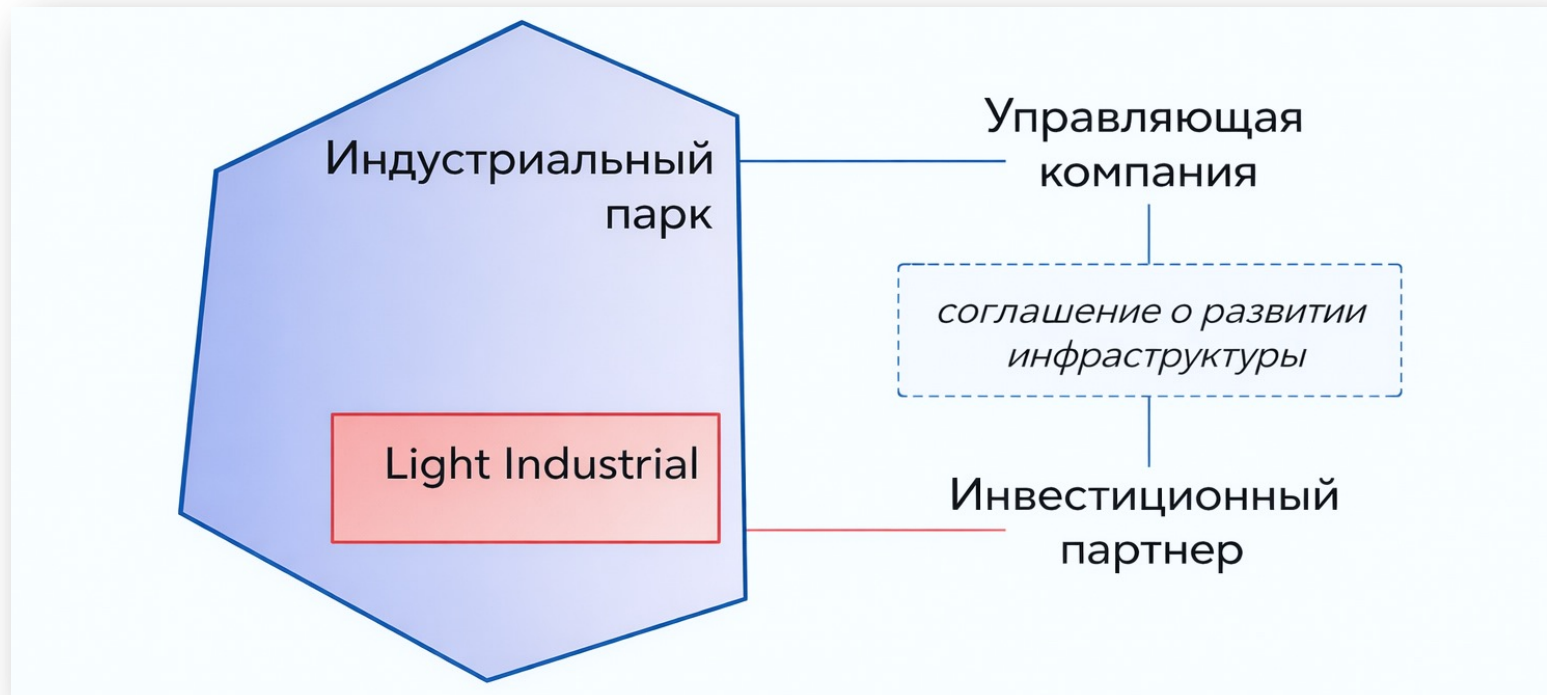 Индустриальный
парк
Light Industrial
Управляющая
компания
соглашение о развитии
инфраструктуры
Инвестиционный
партнер